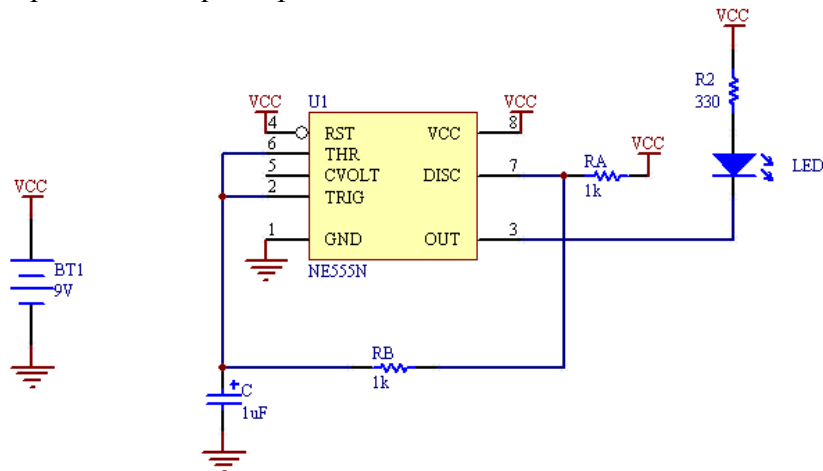 VCC
R2
330
VCC
U1
VCC
4
RST
VCC
8
6
THR
VCC
5
CVOLT
DISC
7
RA
1k
LED
2
TRIG
VCC
1
GND
OUT
3
NE555N
BT1
9V
RB
1k
+
C
1uF